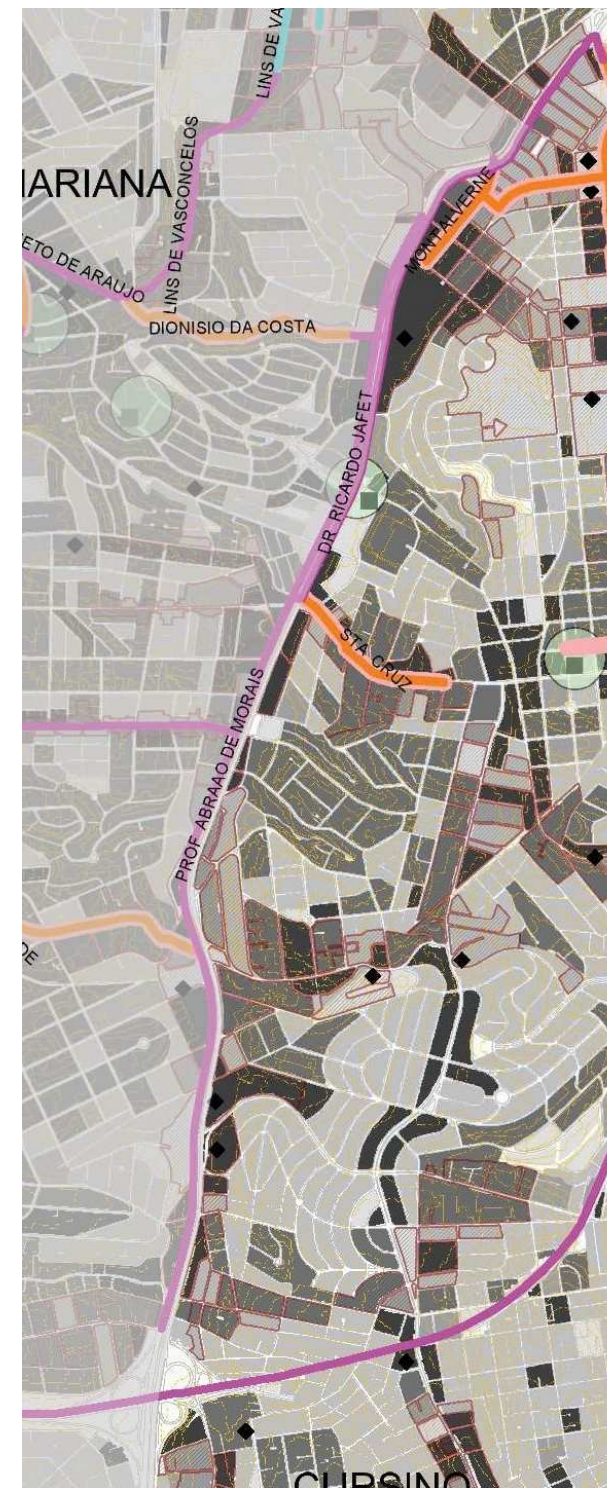 LINS DE VA
IARIANA
LINS DE VASCONCELOS
MONTALVERNE
ETO DE ARAUJO
DIONISIO DA COSTA
DR. RICARDO JAFET
STA CRUZ
PROF ABRAAO DE MORAIS
DE
CURSINO